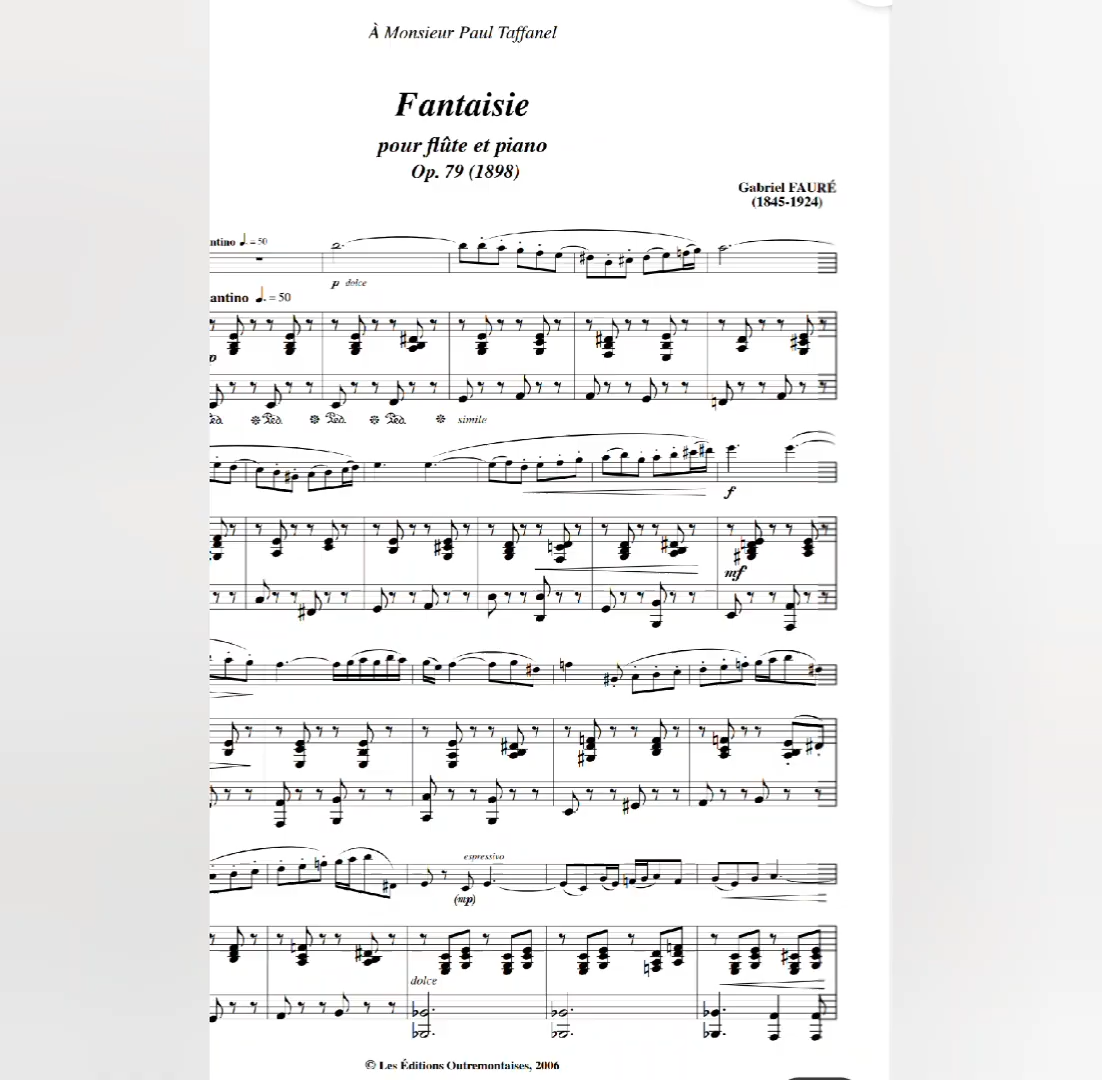 À Monsieur Paul Taffanel
Fantaisie
pour flûte et piano
Op. 79 (1898)
Gabriel FAURÉ
(1845-1924)
ntino ♩. = 50
p dolce
antino ♩. = 50
p
simile
f
mf
espressivo
(mp)
dolce
© Les Éditions Outremontaises, 2006